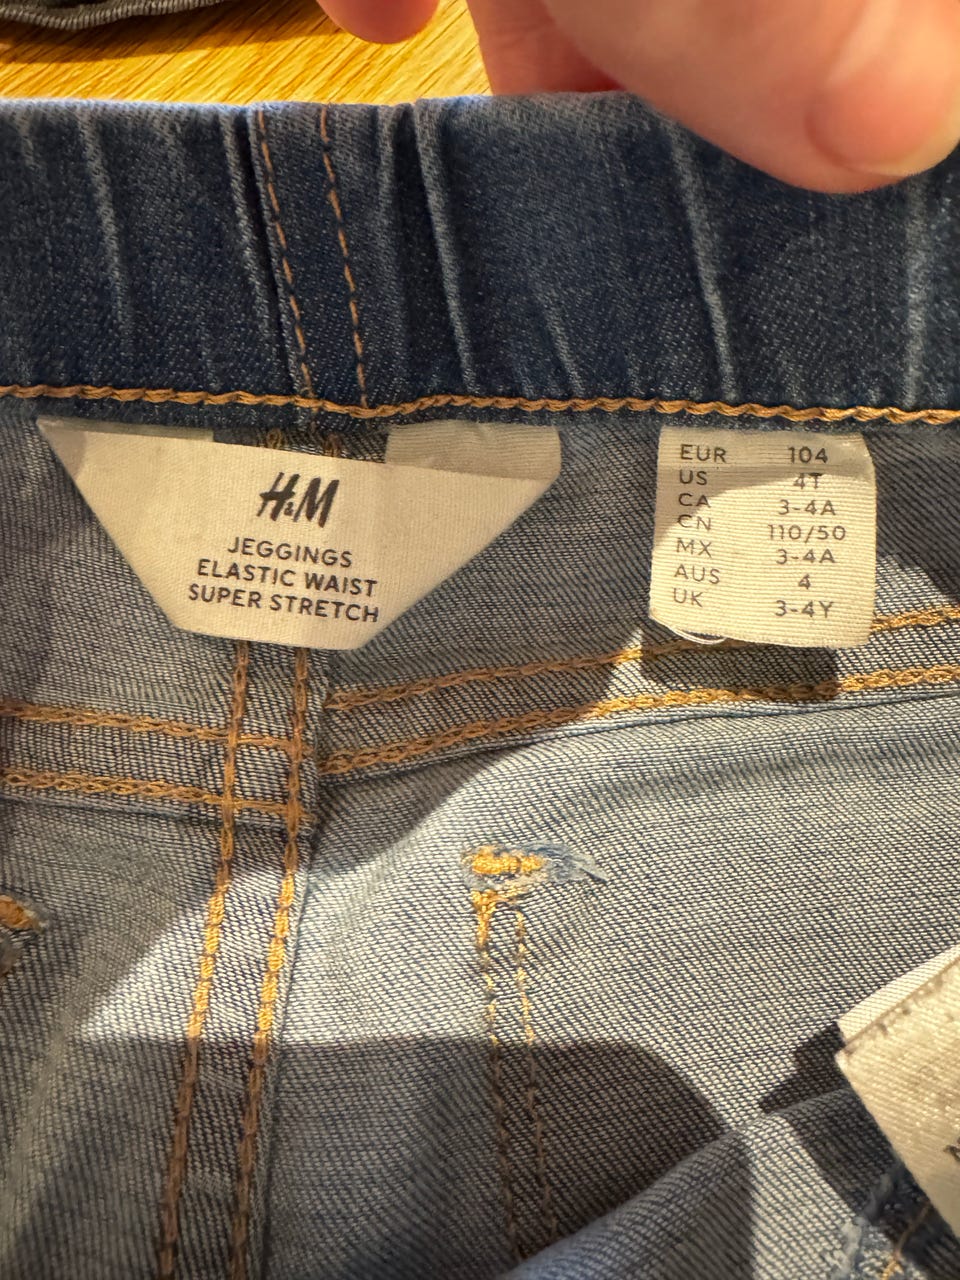 H&M
JEGGINGS
ELASTIC WAIST
SUPER STRETCH
EUR 104
US 4T
CA 3-4A
CN 110/50
MX 3-4A
AUS 4
UK 3-4Y